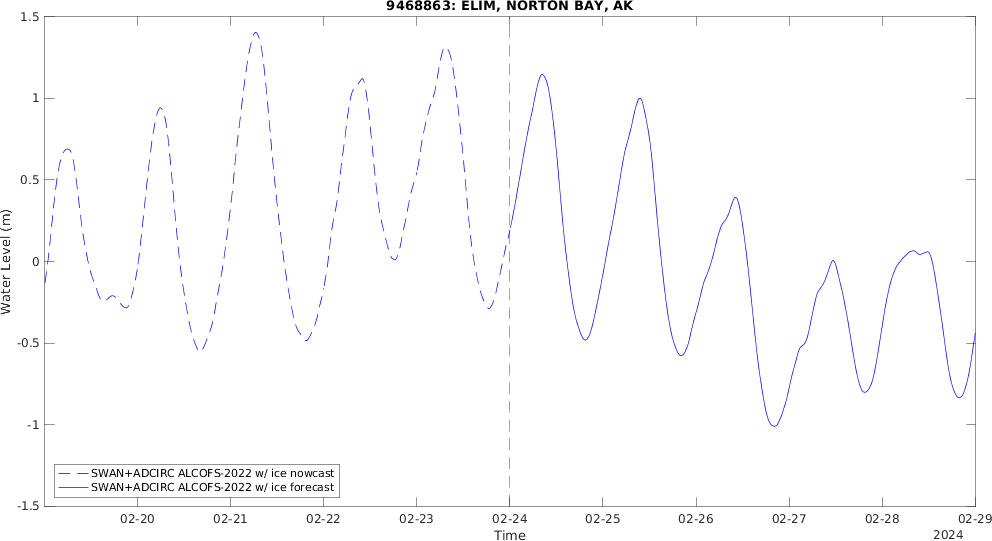 9468863: ELIM, NORTON BAY, AK
1.5
1
0.5
0
-0.5
-1
-1.5
Water Level (m)
SWAN+ADCIRC ALCOFS-2022 w/ ice nowcast
SWAN+ADCIRC ALCOFS-2022 w/ ice forecast
02-20 02-21 02-22 02-23 02-24 02-25 02-26 02-27 02-28 02-29
Time
2024